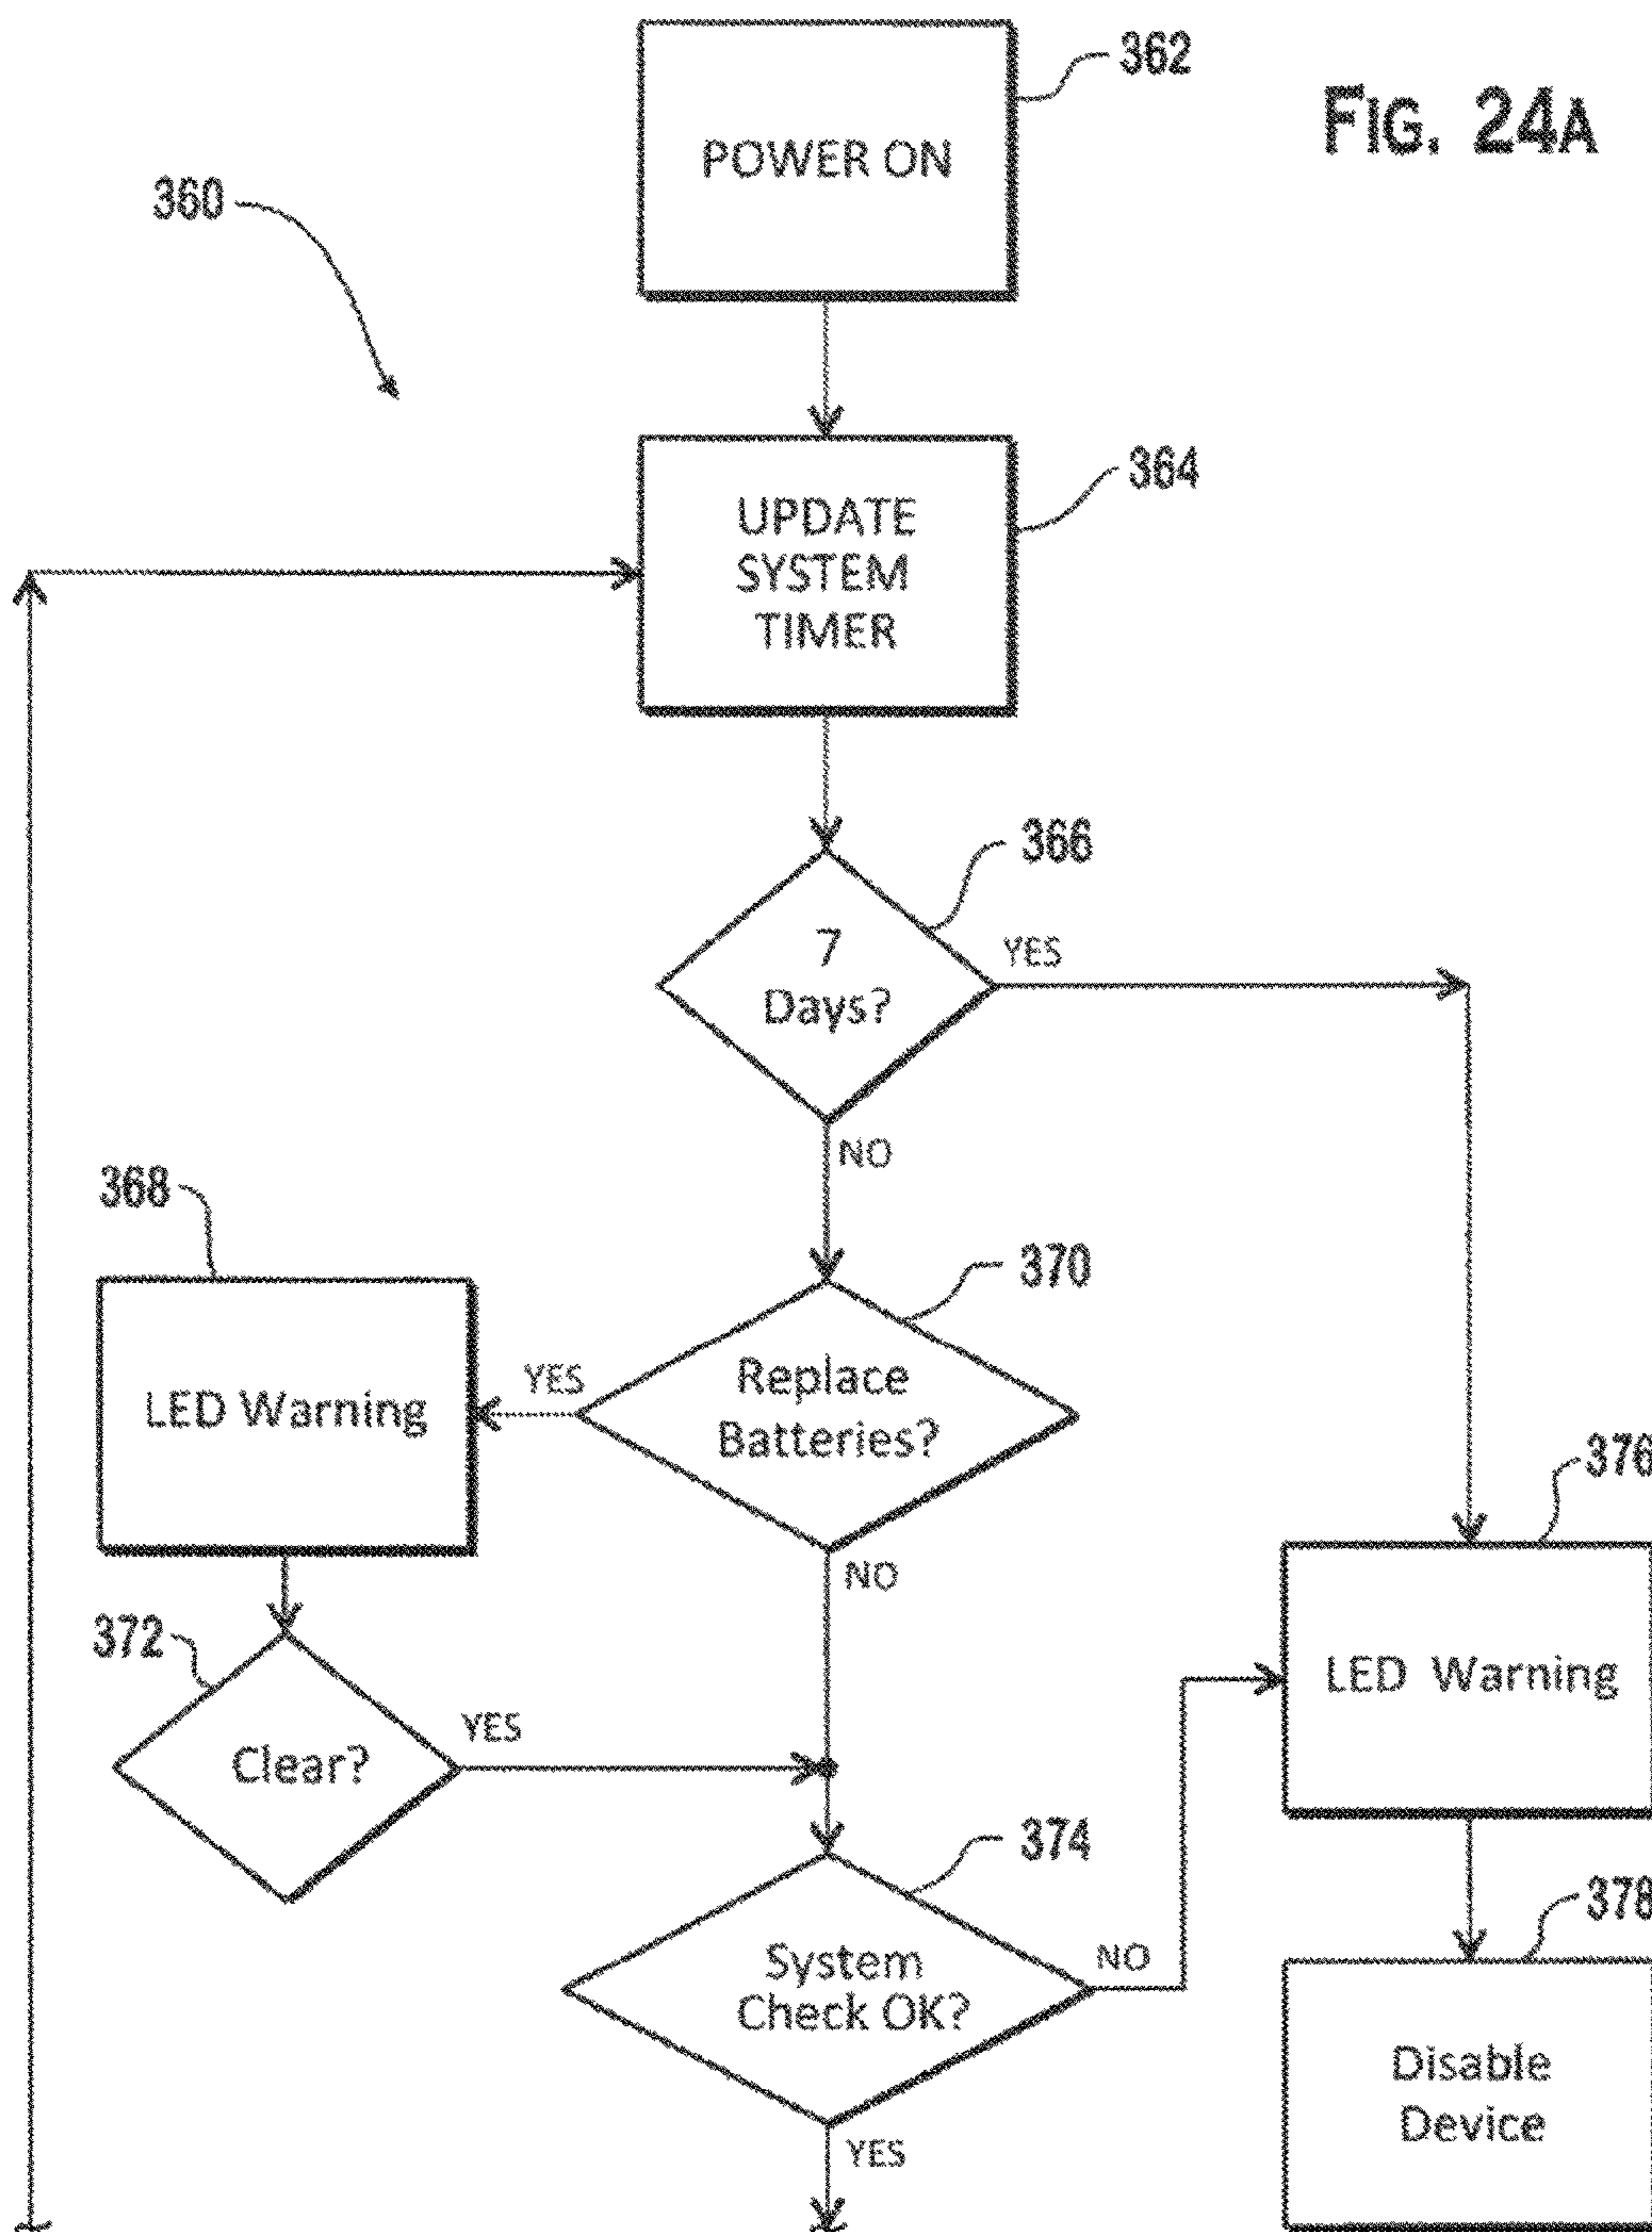 362
FIG. 24A
POWER ON
360
364
UPDATE
SYSTEM
TIMER
366
7
Days?
YES
NO
368
370
LED Warning
YES
Replace
Batteries?
376
NO
372
LED Warning
YES
Clear?
374
378
System
Check OK?
NO
Disable
Device
YES